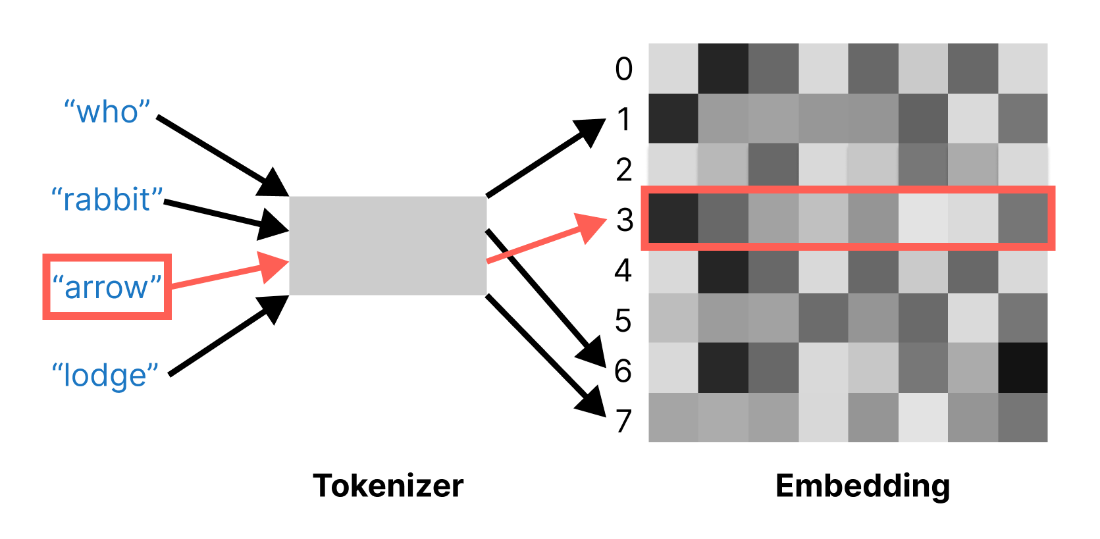 “who”
“rabbit”
“arrow”
“lodge”
0
1
2
3
4
5
6
7
Tokenizer
Embedding